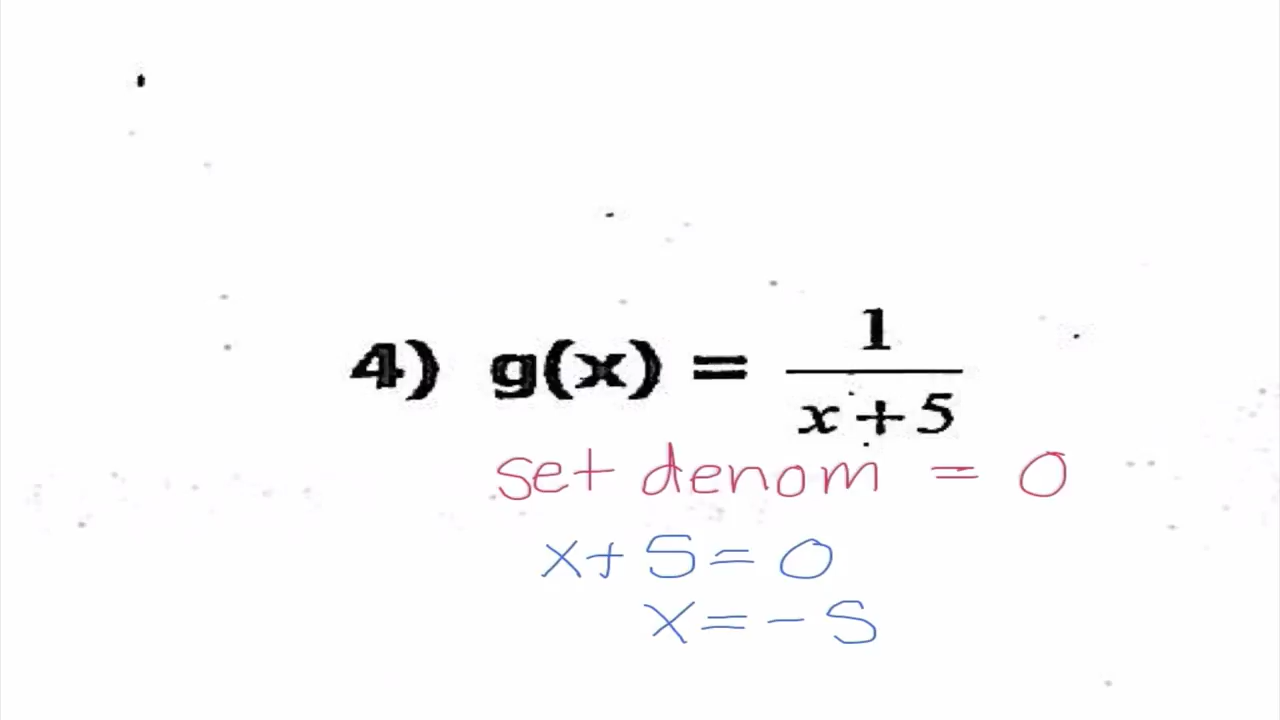 4) g(x) = 1/(x + 5)
set denom = 0
x + 5 = 0
x = - 5